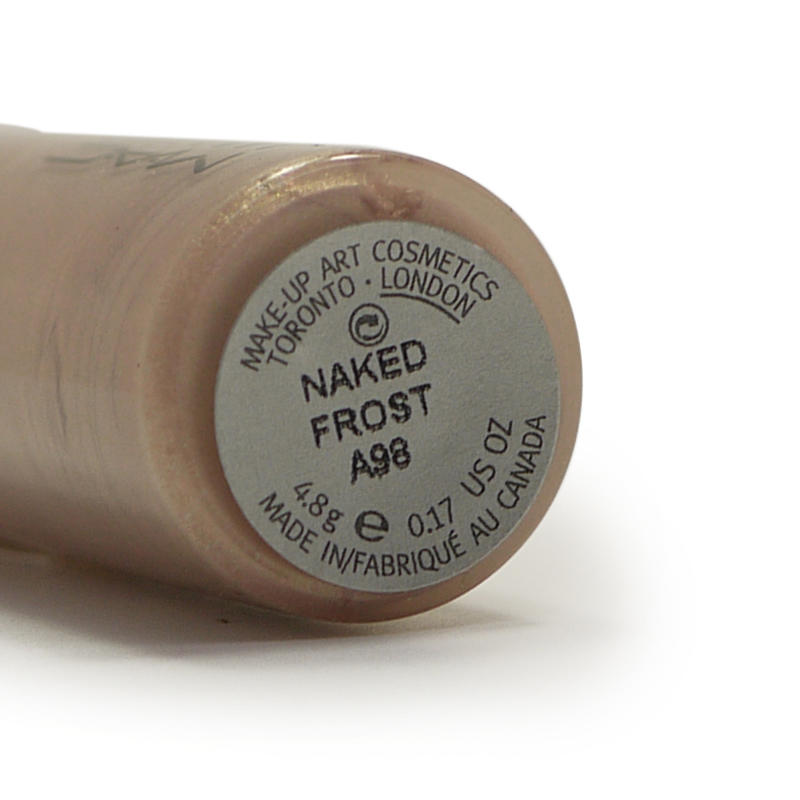 MAKE-UP ART COSMETICS
TORONTO · LONDON
NAKED
FROST
A98
4.8g e 0.17 US OZ
MADE IN/FABRIQUÉ AU CANADA